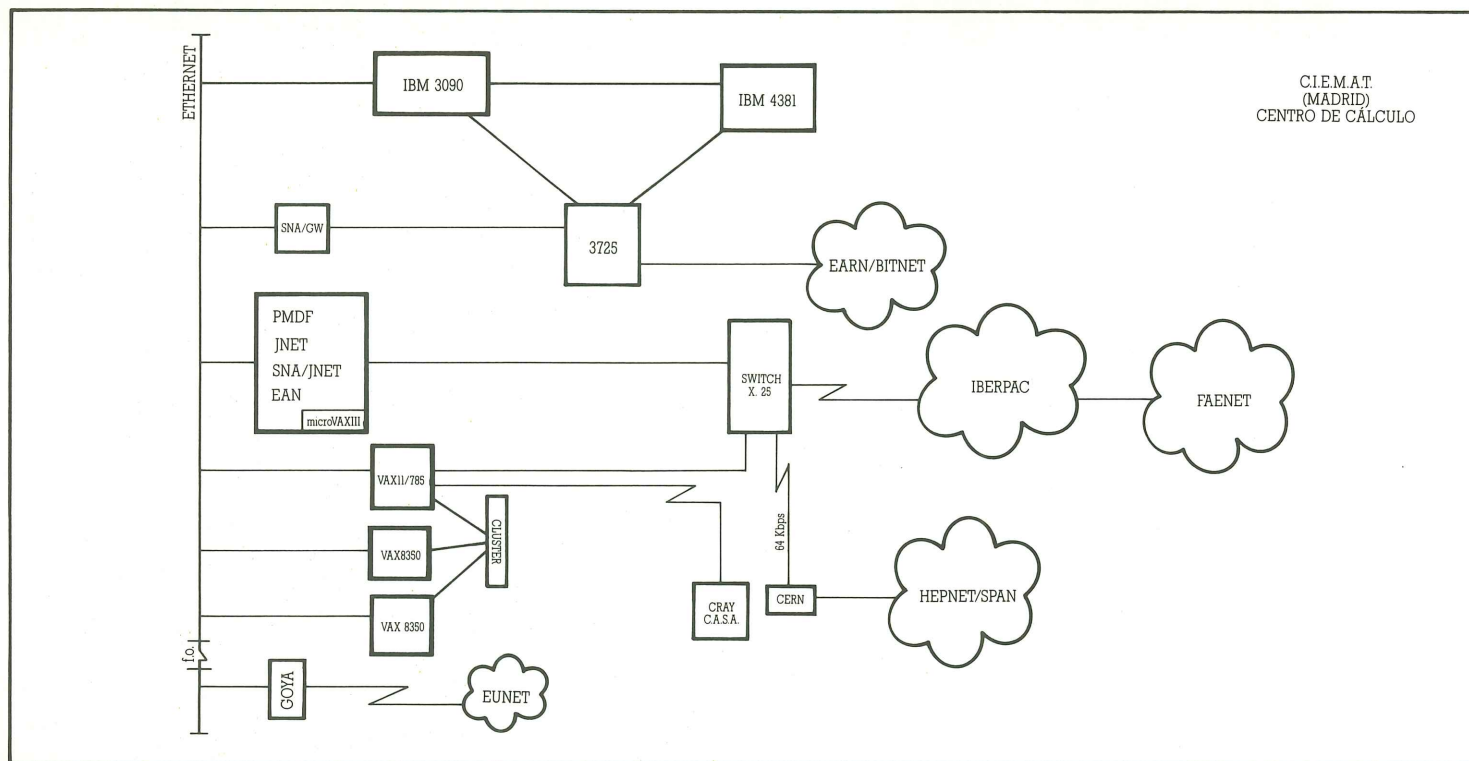 C.I.E.M.A.T.
(MADRID)
CENTRO DE CÁLCULO
ETHERNET
IBM 3090
IBM 4381
SNA/GW
3725
EARN/BITNET
PMDF
JNET
SNA/JNET
EAN
microVAXIII
SWITCH
X. 25
IBERPAC
FAENET
VAX11/785
CLUSTER
VAX8350
VAX 8350
64 Kbps
CRAY
C.A.S.A.
CERN
HEPNET/SPAN
f.o.
GOYA
EUNET